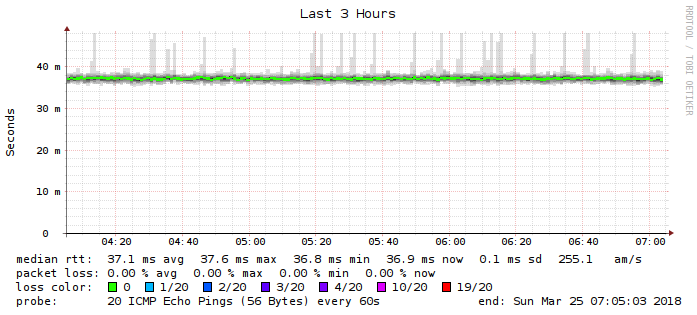 Last 3 Hours
RRDTOOL / TOBI OETIKER
Seconds
40 m
30 m
20 m
10 m
0
04:20 04:40 05:00 05:20 05:40 06:00 06:20 06:40 07:00
median rtt: 37.1 ms avg 37.6 ms max 36.8 ms min 36.9 ms now 0.1 ms sd 255.1 am/s
packet loss: 0.00 % avg 0.00 % max 0.00 % min 0.00 % now
loss color: 0 1/20 2/20 3/20 4/20 10/20 19/20
probe: 20 ICMP Echo Pings (56 Bytes) every 60s end: Sun Mar 25 07:05:03 2018